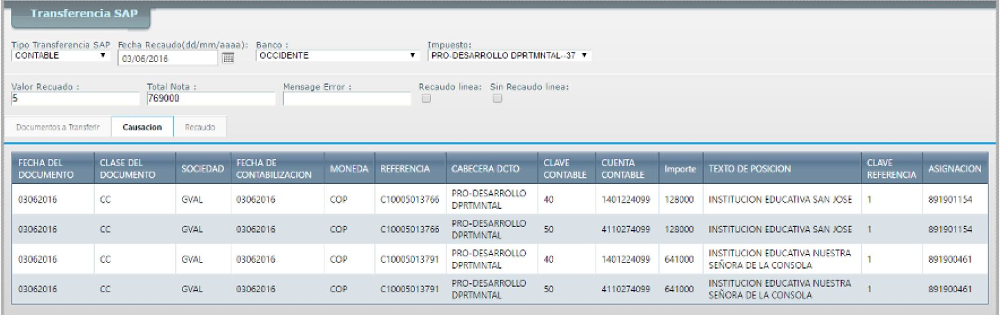 Transferencia SAP
Tipo Transferencia SAP Fecha Recaudo(dd/mm/aaaa): Banco : Impuesto:
CONTABLE 03/06/2016 OCCIDENTE PRO-DESARROLLO DPRTMNTAL--37
Valor Recuado : Total Nota : Mensage Error : Recaudo linea: Sin Recaudo linea:
5 769000
Documentos a Transferir Causacion Recaudo
FECHA DEL DOCUMENTO CLASE DEL DOCUMENTO SOCIEDAD FECHA DE CONTABILIZACION MONEDA REFERENCIA CABECERA DCTO CLAVE CONTABLE CUENTA CONTABLE Importe TEXTO DE POSICION CLAVE REFERENCIA ASIGNACION
03062016 CC GVAL 03062016 COP C10005013766 PRO-DESARROLLO DPRTMNTAL 40 1401224099 128000 INSTITUCION EDUCATIVA SAN JOSE 1 891901154
03062016 CC GVAL 03062016 COP C10005013766 PRO-DESARROLLO DPRTMNTAL 50 4110274099 128000 INSTITUCION EDUCATIVA SAN JOSE 1 891901154
03062016 CC GVAL 03062016 COP C10005013791 PRO-DESARROLLO DPRTMNTAL 40 1401224099 641000 INSTITUCION EDUCATIVA NUESTRA SEÑORA DE LA CONSOLA 1 891900461
03062016 CC GVAL 03062016 COP C10005013791 PRO-DESARROLLO DPRTMNTAL 50 4110274099 641000 INSTITUCION EDUCATIVA NUESTRA SEÑORA DE LA CONSOLA 1 891900461